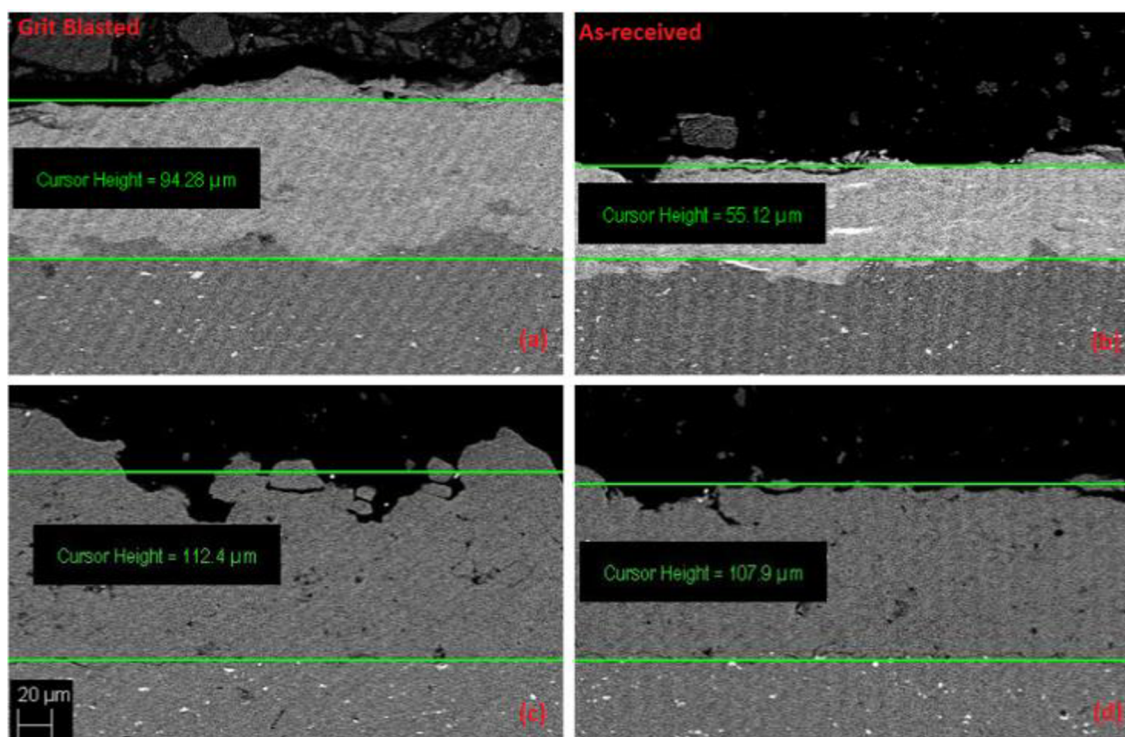 Grit Blasted
As-received
Cursor Height = 94.28 µm
Cursor Height = 55.12 µm
(a)
(b)
Cursor Height = 112.4 µm
Cursor Height = 107.9 µm
20 µm
(c)
(d)